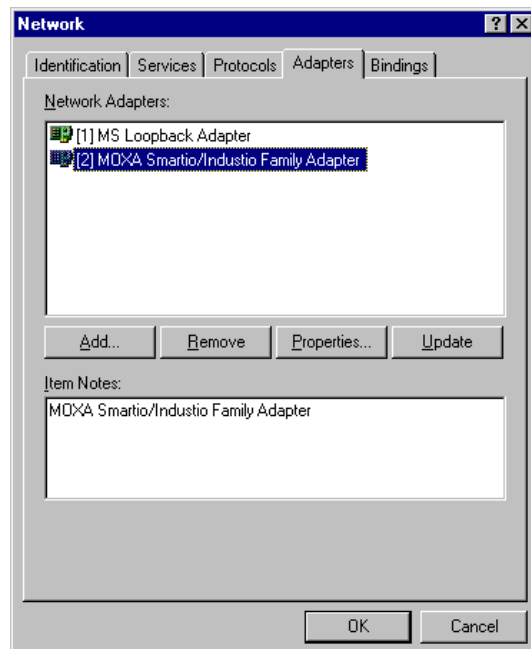 Network
Identification Services Protocols Adapters Bindings
Network Adapters:
[1] MS Loopback Adapter
[2] MOXA Smartio/Industio Family Adapter
Add... Remove Properties... Update
Item Notes:
MOXA Smartio/Industio Family Adapter
OK Cancel